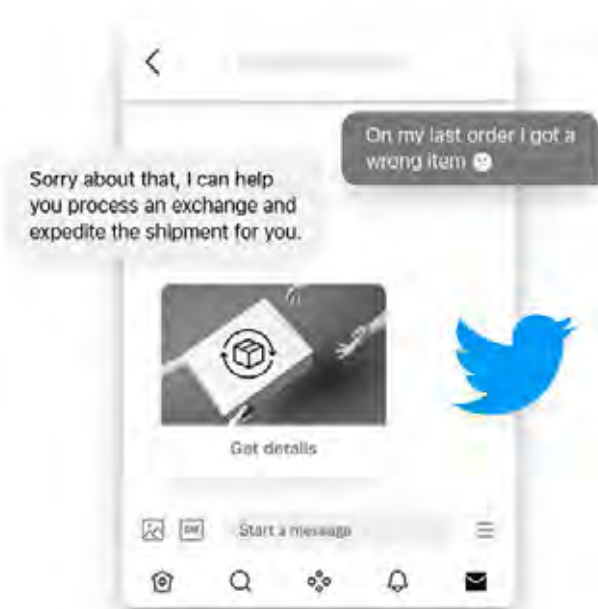 On my last order I got a
wrong item
Sorry about that, I can help
you process an exchange and
expedite the shipment for you.
Get details
GIF
Start a message